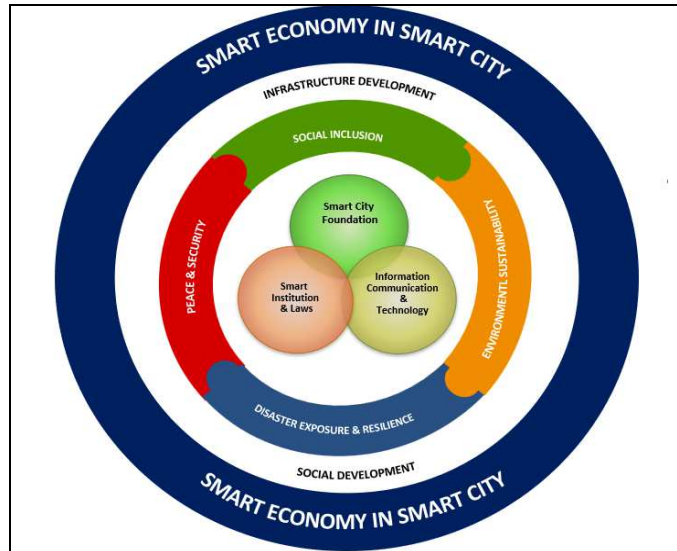 SMART ECONOMY IN SMART CITY
INFRASTRUCTURE DEVELOPMENT
SOCIAL INCLUSION
PEACE & SECURITY
ENVIRONMENTL SUSTAINABILITY
Smart City
Foundation
Smart
Institution
& Laws
Information
Communication
&
Technology
DISASTER EXPOSURE & RESILIENCE
SOCIAL DEVELOPMENT
SMART ECONOMY IN SMART CITY